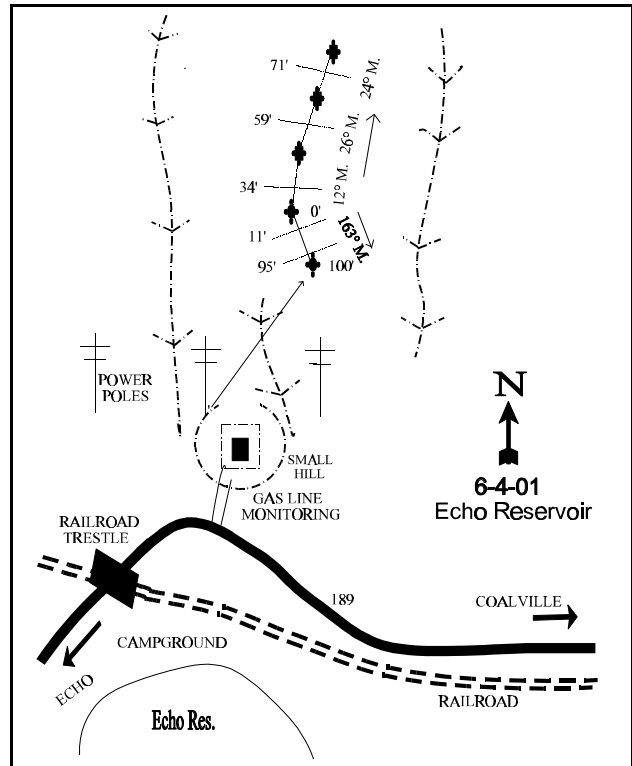 71'
24° M.
59'
26° M.
34'
12° M.
0'
11'
163° M.
95'
100'
POWER
POLES
N
SMALL
HILL
6-4-01
Echo Reservoir
GAS LINE
MONITORING
RAILROAD
TRESTLE
189
COALVILLE
CAMPGROUND
ECHO
RAILROAD
Echo Res.